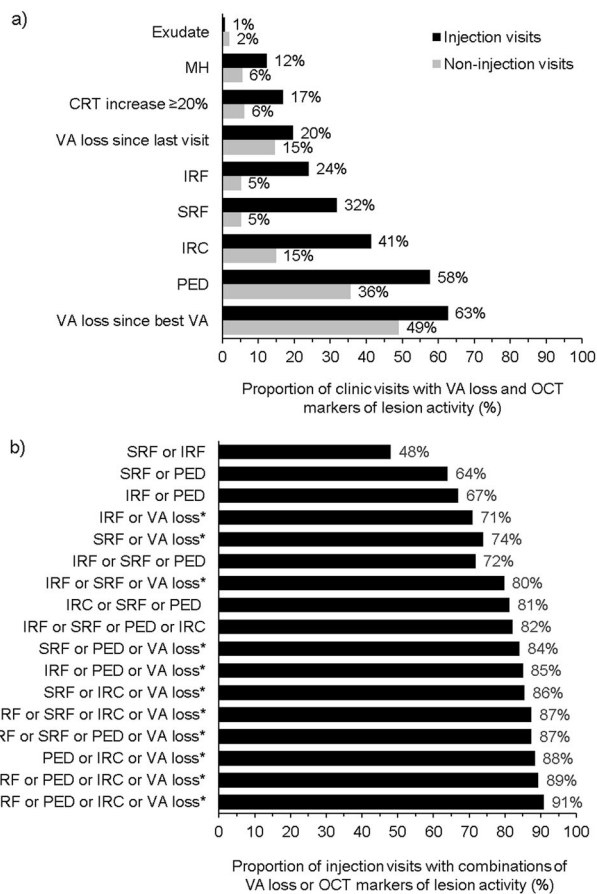 a)
Exudate
1%
2%
Injection visits
Non-injection visits
MH
12%
6%
CRT increase ≥20%
17%
6%
VA loss since last visit
20%
15%
IRF
24%
5%
SRF
32%
5%
IRC
41%
15%
PED
58%
36%
VA loss since best VA
63%
49%
0 10 20 30 40 50 60 70 80 90 100
Proportion of clinic visits with VA loss and OCT
markers of lesion activity (%)
b)
SRF or IRF 48%
SRF or PED 64%
IRF or PED 67%
IRF or VA loss* 71%
SRF or VA loss* 74%
IRF or SRF or PED 72%
IRF or SRF or VA loss* 80%
IRC or SRF or PED 81%
IRF or SRF or PED or IRC 82%
SRF or PED or VA loss* 84%
IRF or PED or VA loss* 85%
SRF or IRC or VA loss* 86%
RF or SRF or IRC or VA loss* 87%
RF or SRF or PED or VA loss* 87%
PED or IRC or VA loss* 88%
RF or PED or IRC or VA loss* 89%
RF or PED or IRC or VA loss* 91%
0 10 20 30 40 50 60 70 80 90 100
Proportion of injection visits with combinations of
VA loss or OCT markers of lesion activity (%)